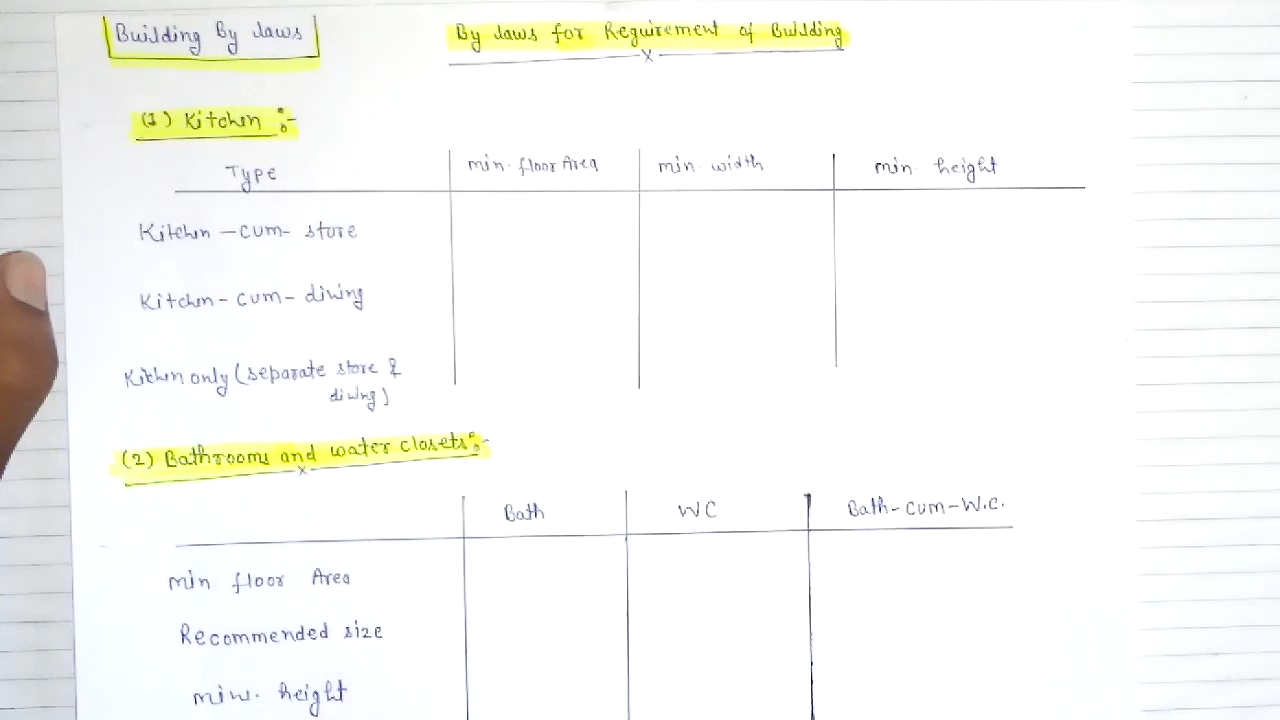 Building By laws
By laws for Requirement of Building
(1) Kitchen :-
Type min. floor Area min. width min. height
Kitchen - cum - store
Kitchen - cum - dining
Kitchen only (separate store &
dining)
(2) Bathrooms and water closets :-
Bath WC Bath - cum - W.C.
min floor Area
Recommended size
min. height